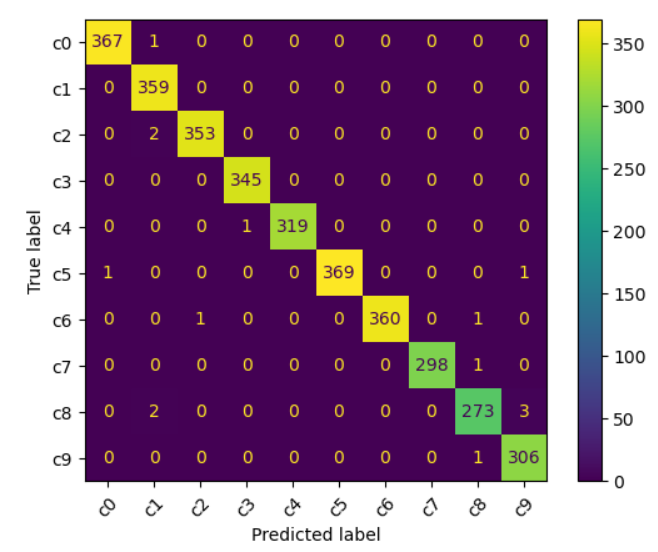 c0 367 1 0 0 0 0 0 0 0 0
c1 0 359 0 0 0 0 0 0 0 0
c2 0 2 353 0 0 0 0 0 0 0
c3 0 0 0 345 0 0 0 0 0 0
c4 0 0 0 1 319 0 0 0 0 0
c5 1 0 0 0 0 369 0 0 0 1
c6 0 0 1 0 0 0 360 0 1 0
c7 0 0 0 0 0 0 0 298 1 0
c8 0 2 0 0 0 0 0 0 273 3
c9 0 0 0 0 0 0 0 0 1 306
c0 c1 c2 c3 c4 c5 c6 c7 c8 c9
Predicted label
True label
350
300
250
200
150
100
50
0